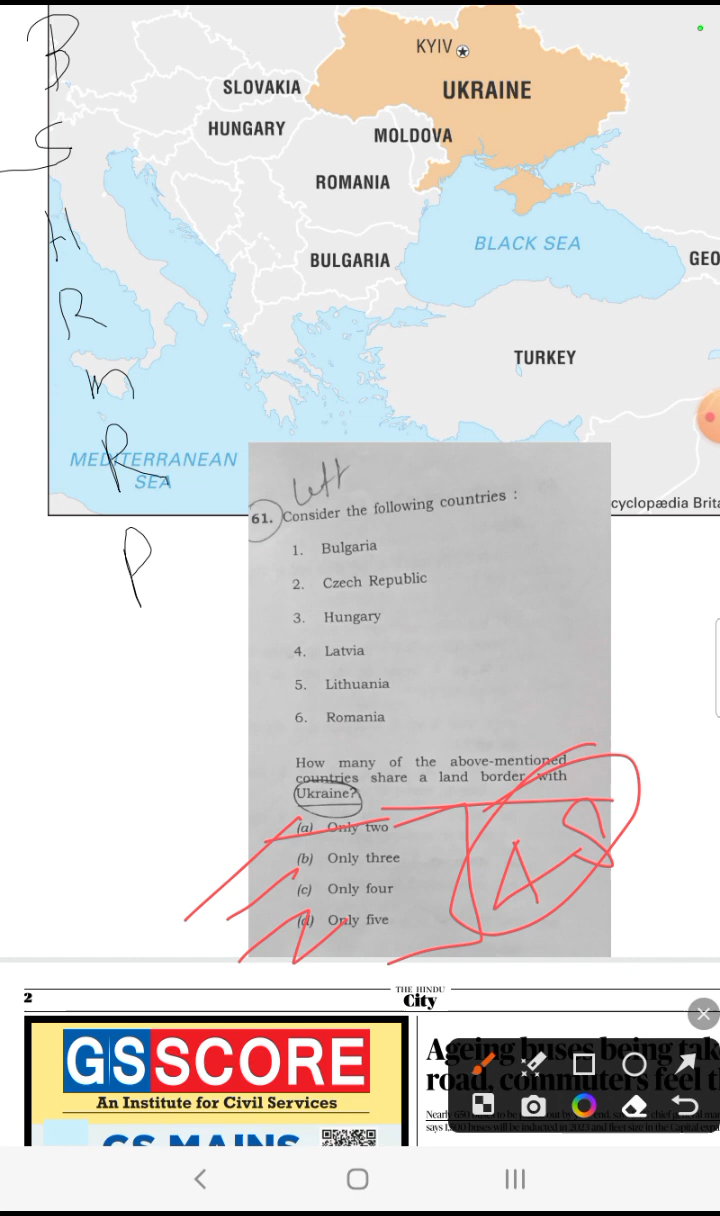 B
S
H
R
M
R
P
KYIV
SLOVAKIA
UKRAINE
HUNGARY
MOLDOVA
ROMANIA
BLACK SEA
GEO
BULGARIA
TURKEY
MEDITERRANEAN
SEA
cyclopædia Brita
left
61. Consider the following countries :
1. Bulgaria
2. Czech Republic
3. Hungary
4. Latvia
5. Lithuania
6. Romania
How many of the above-mentioned
countries share a land border with
Ukraine?
(a) Only two
(b) Only three
(c) Only four
(d) Only five
4
2
THE HINDU
City
GS SCORE
An Institute for Civil Services
GS MAINS
Ageing buses being tak
road, commuters feel t